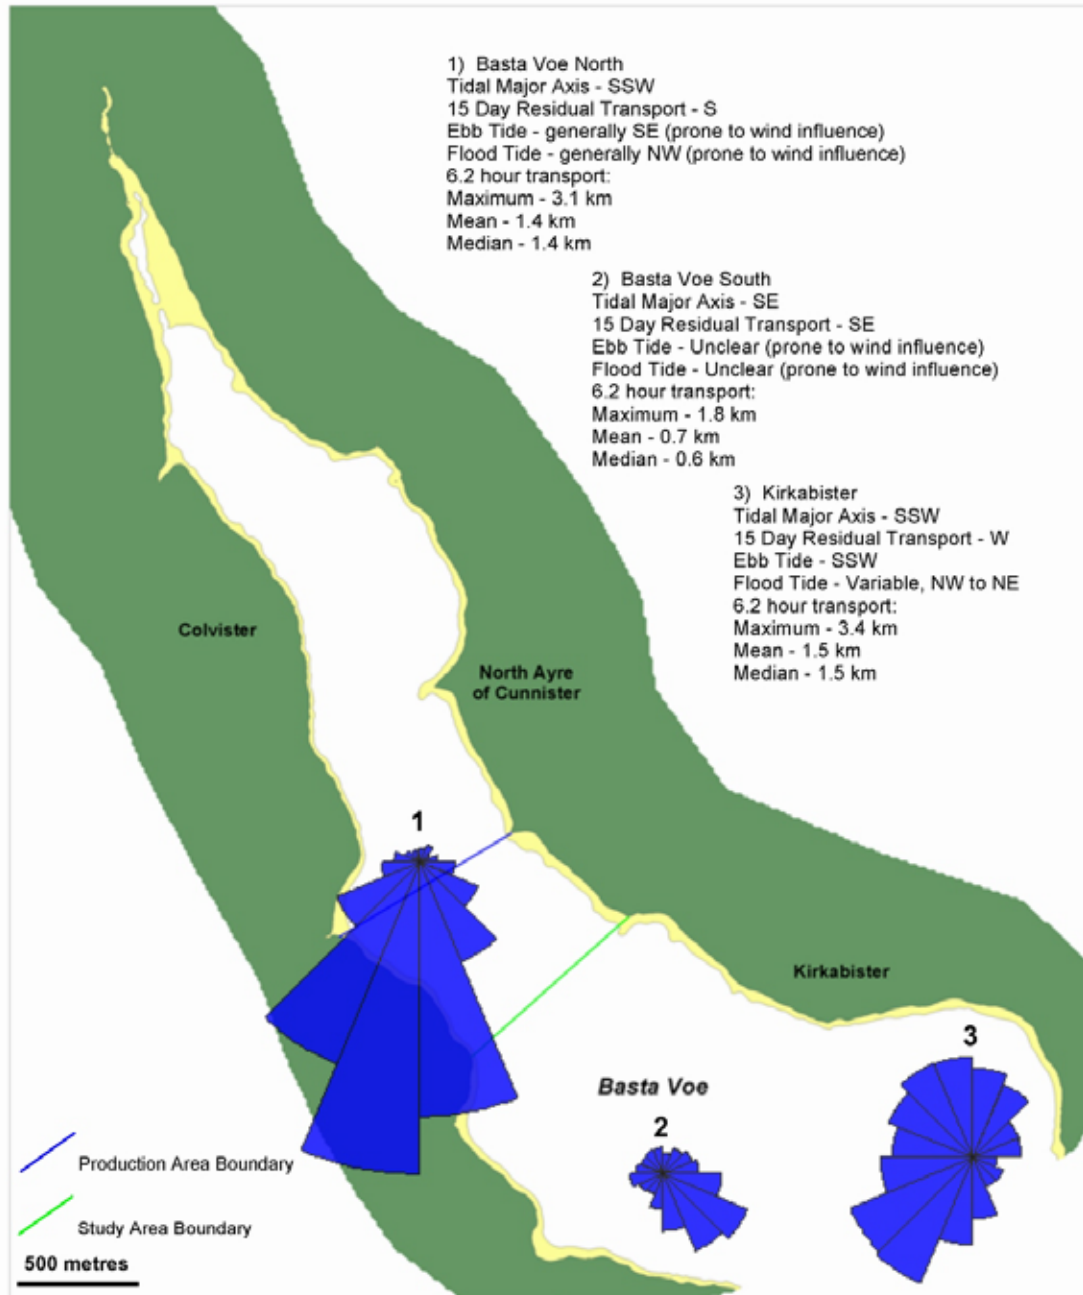 1) Basta Voe North
Tidal Major Axis - SSW
15 Day Residual Transport - S
Ebb Tide - generally SE (prone to wind influence)
Flood Tide - generally NW (prone to wind influence)
6.2 hour transport:
Maximum - 3.1 km
Mean - 1.4 km
Median - 1.4 km
2) Basta Voe South
Tidal Major Axis - SE
15 Day Residual Transport - SE
Ebb Tide - Unclear (prone to wind influence)
Flood Tide - Unclear (prone to wind influence)
6.2 hour transport:
Maximum - 1.8 km
Mean - 0.7 km
Median - 0.6 km
3) Kirkabister
Tidal Major Axis - SSW
15 Day Residual Transport - W
Ebb Tide - SSW
Flood Tide - Variable, NW to NE
6.2 hour transport:
Maximum - 3.4 km
Mean - 1.5 km
Median - 1.5 km
Colvister
North Ayre
of Cunnister
1
Kirkabister
3
Basta Voe
2
Production Area Boundary
Study Area Boundary
500 metres